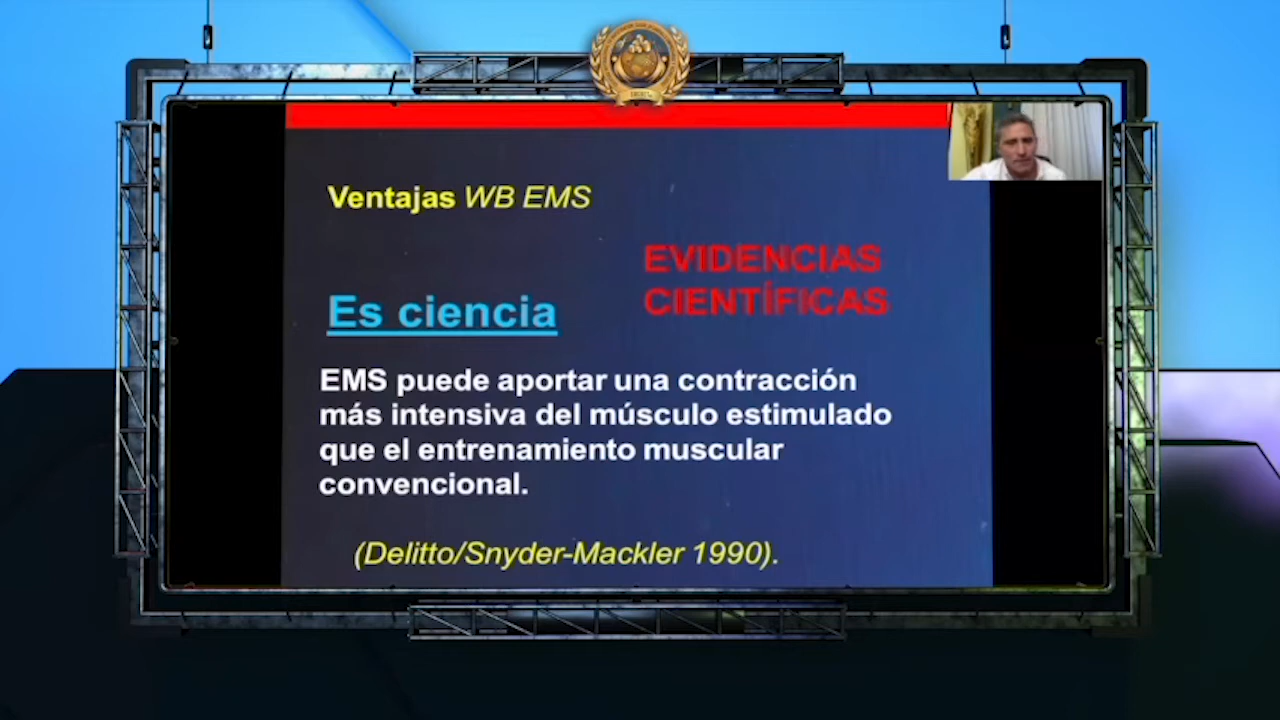 Ventajas WB EMS
EVIDENCIAS
CIENTÍFICAS
Es ciencia
EMS puede aportar una contracción
más intensiva del músculo estimulado
que el entrenamiento muscular
convencional.
(Delitto/Snyder-Mackler 1990).